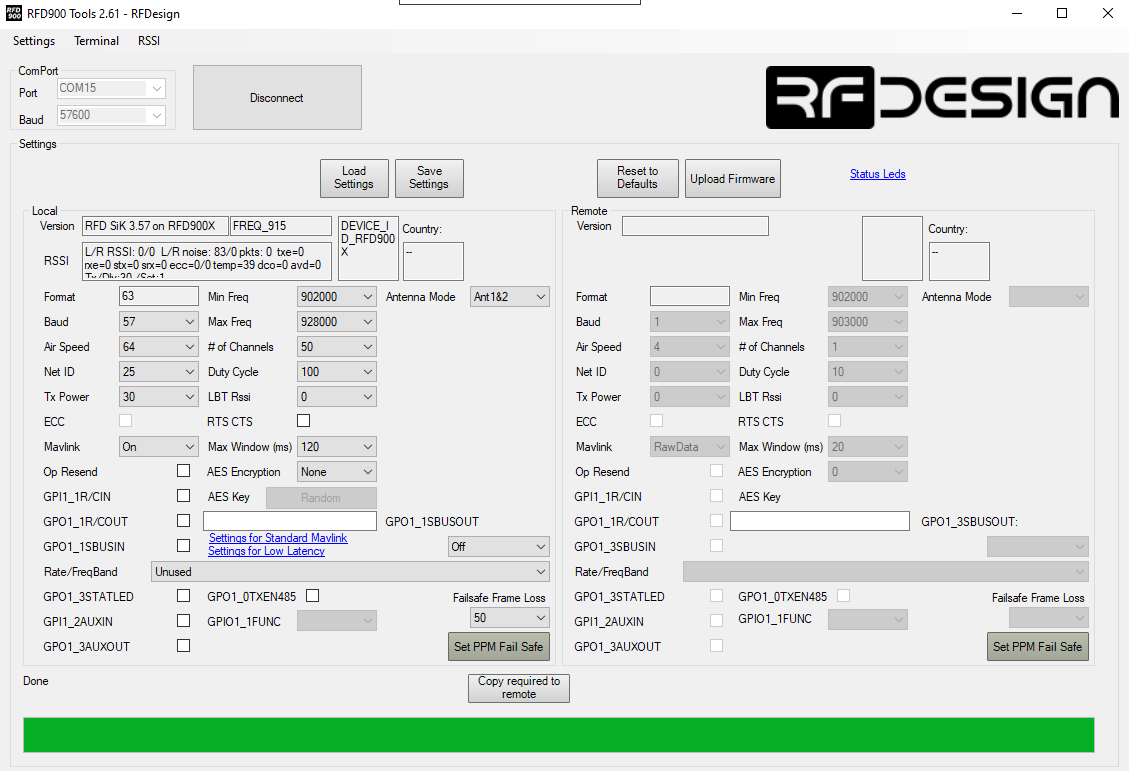 RFD
900
RFD900 Tools 2.61 - RFDesign
Settings Terminal RSSI
ComPort
Port COM15
Baud 57600
Disconnect
RFDESIGN
Settings
Load
Settings
Save
Settings
Reset to
Defaults
Upload Firmware
Status Leds
Local
Version RFD SiK 3.57 on RFD900X FREQ_915
DEVICE_I
D_RFD900
X
Country:
--
RSSI
L/R RSSI: 0/0 L/R noise: 83/0 pkts: 0 txe=0
rxe=0 stx=0 srx=0 ecc=0/0 temp=39 dco=0 avd=0
Format 63 Min Freq 902000 Antenna Mode Ant1&2
Baud 57 Max Freq 928000
Air Speed 64 # of Channels 50
Net ID 25 Duty Cycle 100
Tx Power 30 LBT Rssi 0
ECC RTS CTS
Mavlink On Max Window (ms) 120
Op Resend AES Encryption None
GPI1_1R/CIN AES Key Random
GPO1_1R/COUT GPO1_1SBUSOUT
GPO1_1SBUSIN Settings for Standard Mavlink
Settings for Low Latency
Off
Rate/FreqBand Unused
GPO1_3STATLED GPO1_0TXEN485 Failsafe Frame Loss
GPI1_2AUXIN GPIO1_1FUNC 50
GPO1_3AUXOUT Set PPM Fail Safe
Remote
Version
Country:
--
Format Min Freq 902000 Antenna Mode
Baud 1 Max Freq 903000
Air Speed 4 # of Channels 1
Net ID 0 Duty Cycle 10
Tx Power 0 LBT Rssi 0
ECC RTS CTS
Mavlink RawData Max Window (ms) 20
Op Resend AES Encryption 0
GPI1_1R/CIN AES Key
GPO1_1R/COUT GPO1_3SBUSOUT:
GPO1_3SBUSIN
Rate/FreqBand
GPO1_3STATLED GPO1_0TXEN485 Failsafe Frame Loss
GPI1_2AUXIN GPIO1_1FUNC
GPO1_3AUXOUT Set PPM Fail Safe
Done
Copy required to
remote